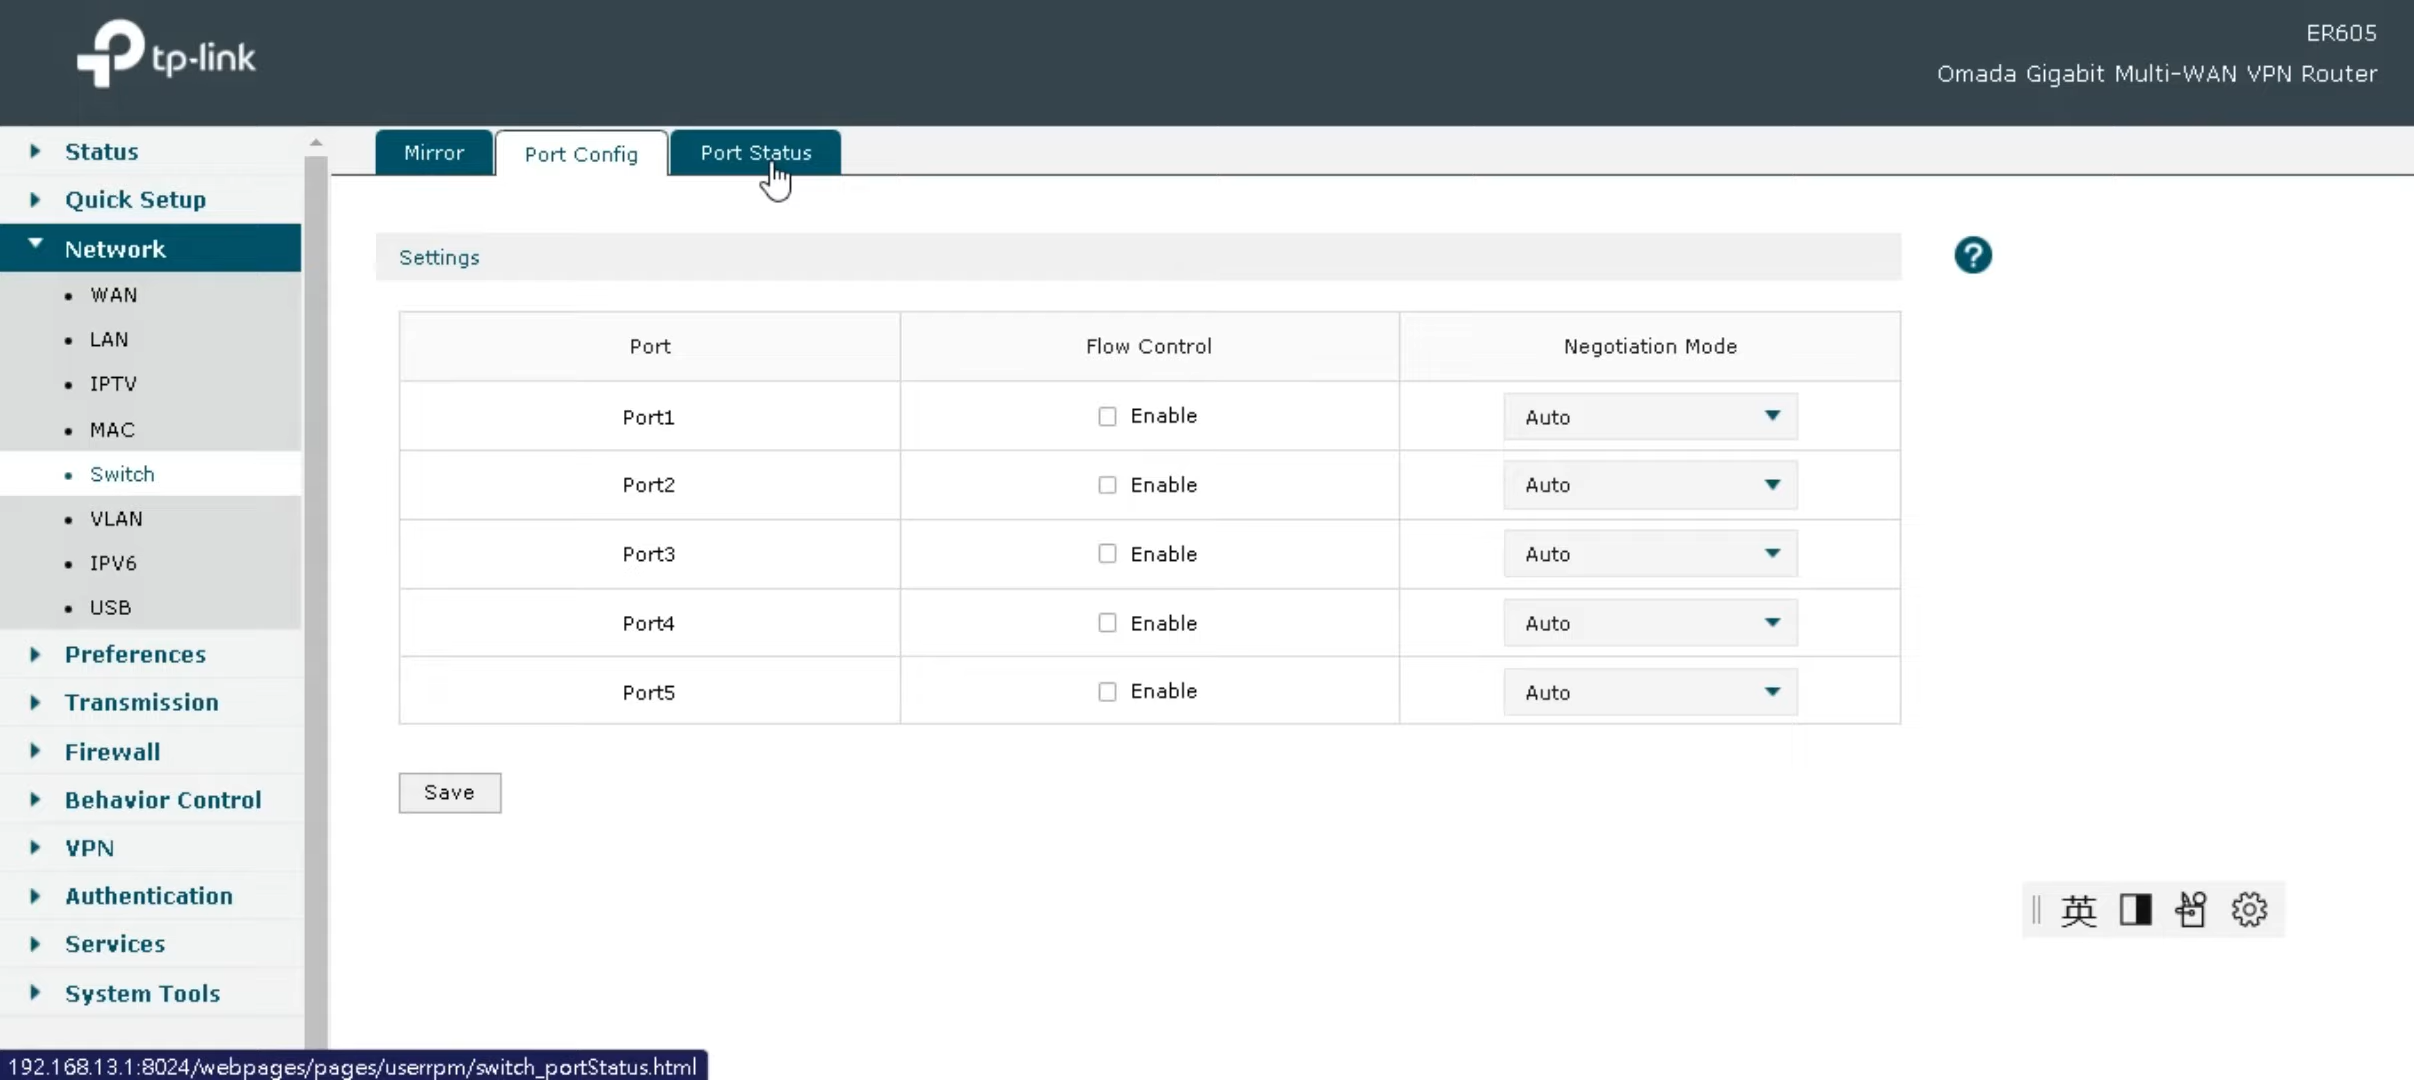 tp-link
ER605
Omada Gigabit Multi-WAN VPN Router
Status
Quick Setup
Network
WAN
LAN
IPTV
MAC
Switch
VLAN
IPV6
USB
Preferences
Transmission
Firewall
Behavior Control
VPN
Authentication
Services
System Tools
Mirror Port Config Port Status
Settings
?
Port Flow Control Negotiation Mode
Port1 Enable Auto
Port2 Enable Auto
Port3 Enable Auto
Port4 Enable Auto
Port5 Enable Auto
Save
英
192.168.13.1:8024/webpages/pages/userrpm/switch_portStatus.html